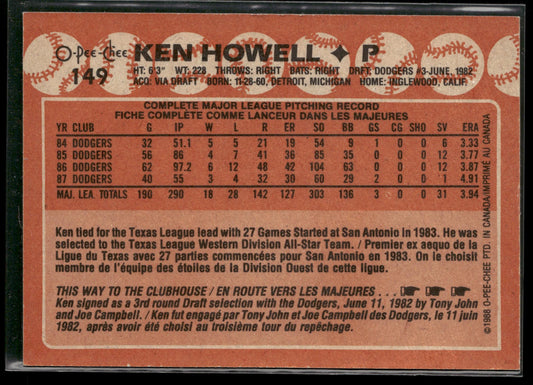 O-Pee-Chee
149
KEN HOWELL ✦ P
HT: 6'3" WT: 228 THROWS: RIGHT BATS: RIGHT DRFT: DODGERS #3-JUNE, 1982
ACQ: VIA DRAFT BORN: 11-28-60, DETROIT, MICHIGAN HOME: INGLEWOOD, CALIF.
COMPLETE MAJOR LEAGUE PITCHING RECORD
FICHE COMPLETE COMME LANCEUR DANS LES MAJEURES
YR CLUB G IP W L R ER SO BB GS CG SHO SV ERA
84 DODGERS 32 51.1 5 5 21 19 54 9 1 0 0 6 3.33
85 DODGERS 56 86 4 7 41 36 85 35 0 0 0 12 3.77
86 DODGERS 62 97.2 6 12 48 42 104 63 0 0 0 12 3.87
87 DODGERS 40 55 3 4 32 30 60 29 2 0 0 1 4.91
MAJ. LEA. TOTALS 190 290 18 28 142 127 303 136 3 0 0 31 3.94
Ken tied for the Texas League lead with 27 Games Started at San Antonio in 1983. He was
selected to the Texas League Western Division All-Star Team. / Premier ex aequo de la
Ligue du Texas avec 27 parties commencées pour San Antonio en 1983. On le choisit
membre de l'équipe des étoiles de la Division Ouest de cette ligue.
THIS WAY TO THE CLUBHOUSE / EN ROUTE VERS LES MAJEURES . . .
Ken signed as a 3rd round Draft selection with the Dodgers, June 11, 1982 by Tony John
and Joe Campbell. / Ken fut engagé par Tony John et Joe Campbell des Dodgers, le 11 juin
1982, après avoir été choisi au troisième tour du repêchage.
©1988 O-PEE-CHEE PTD. IN CANADA/IMPRIMÉ AU CANADA